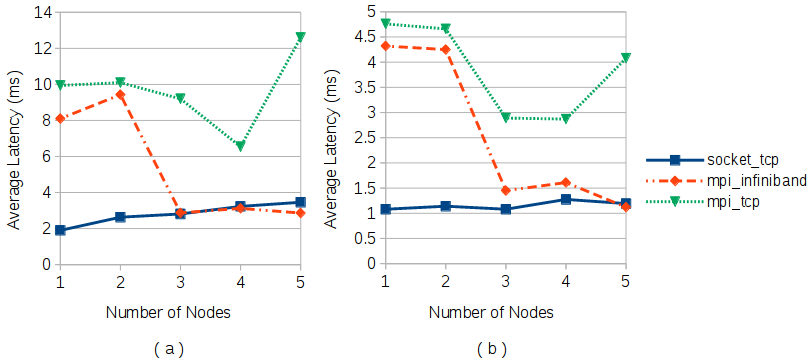 14
12
10
8
6
4
2
0
Average Latency (ms)
1 2 3 4 5
Number of Nodes
( a )
5
4.5
4
3.5
3
2.5
2
1.5
1
0.5
0
Average Latency (ms)
1 2 3 4 5
Number of Nodes
( b )
socket_tcp
mpi_infiniband
mpi_tcp